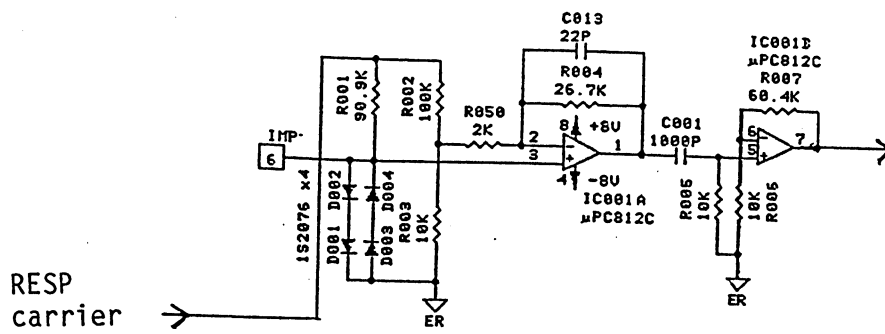 C013
22P
R004
26.7K
IC001B
µPC812C
R007
60.4K
R001
90.9K
R002
100K
R050
2K
8
+8V
C001
1000P
2
3
1
6
5
7
IMP-
6
4
-8V
IC001A
µPC812C
1S2076 x4
D002
D004
D001
D003
R003
10K
R005
10K
10K
R006
ER
ER
RESP
carrier